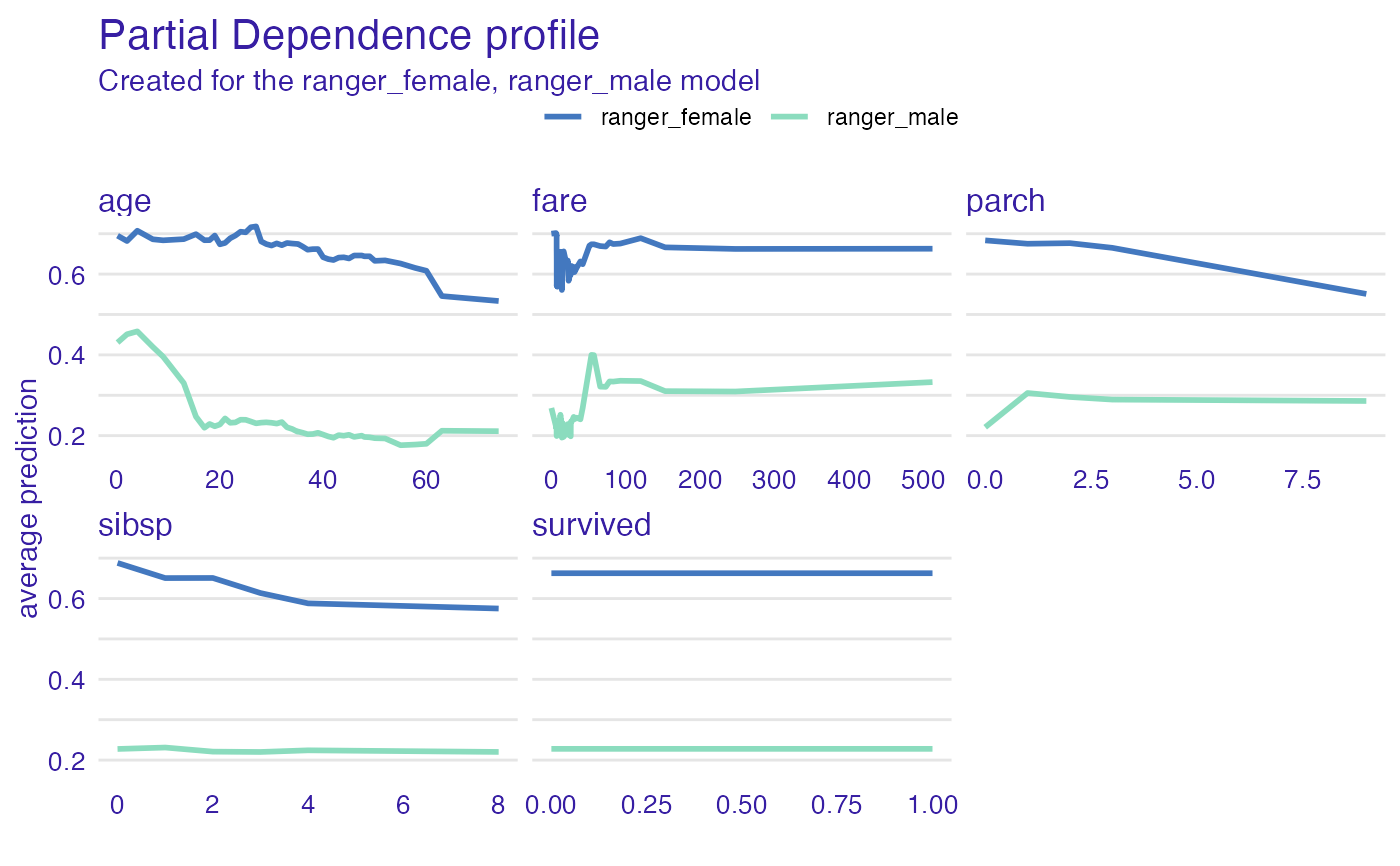 Partial Dependence profile
Created for the ranger_female, ranger_male model
ranger_female ranger_male
age fare parch
0.6
0.4
0.2
0 20 40 60 0 100 200 300 400 500 0.0 2.5 5.0 7.5
average prediction
sibsp survived
0.6
0.4
0.2
0 2 4 6 8 0.00 0.25 0.50 0.75 1.00